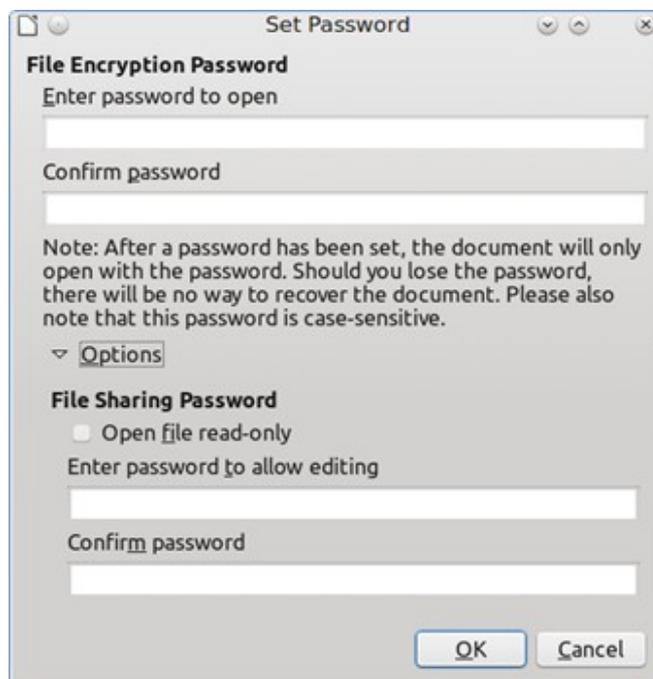 Set Password
File Encryption Password
Enter password to open
Confirm password
Note: After a password has been set, the document will only
open with the password. Should you lose the password,
there will be no way to recover the document. Please also
note that this password is case-sensitive.
Options
File Sharing Password
Open file read-only
Enter password to allow editing
Confirm password
OK
Cancel